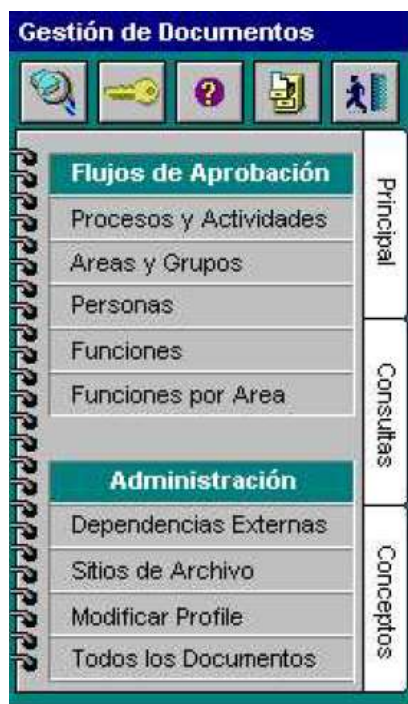 Gestión de Documentos
?
Flujos de Aprobación
Procesos y Actividades
Areas y Grupos
Personas
Funciones
Funciones por Area
Administración
Dependencias Externas
Sitios de Archivo
Modificar Profile
Todos los Documentos
Principal
Consultas
Conceptos